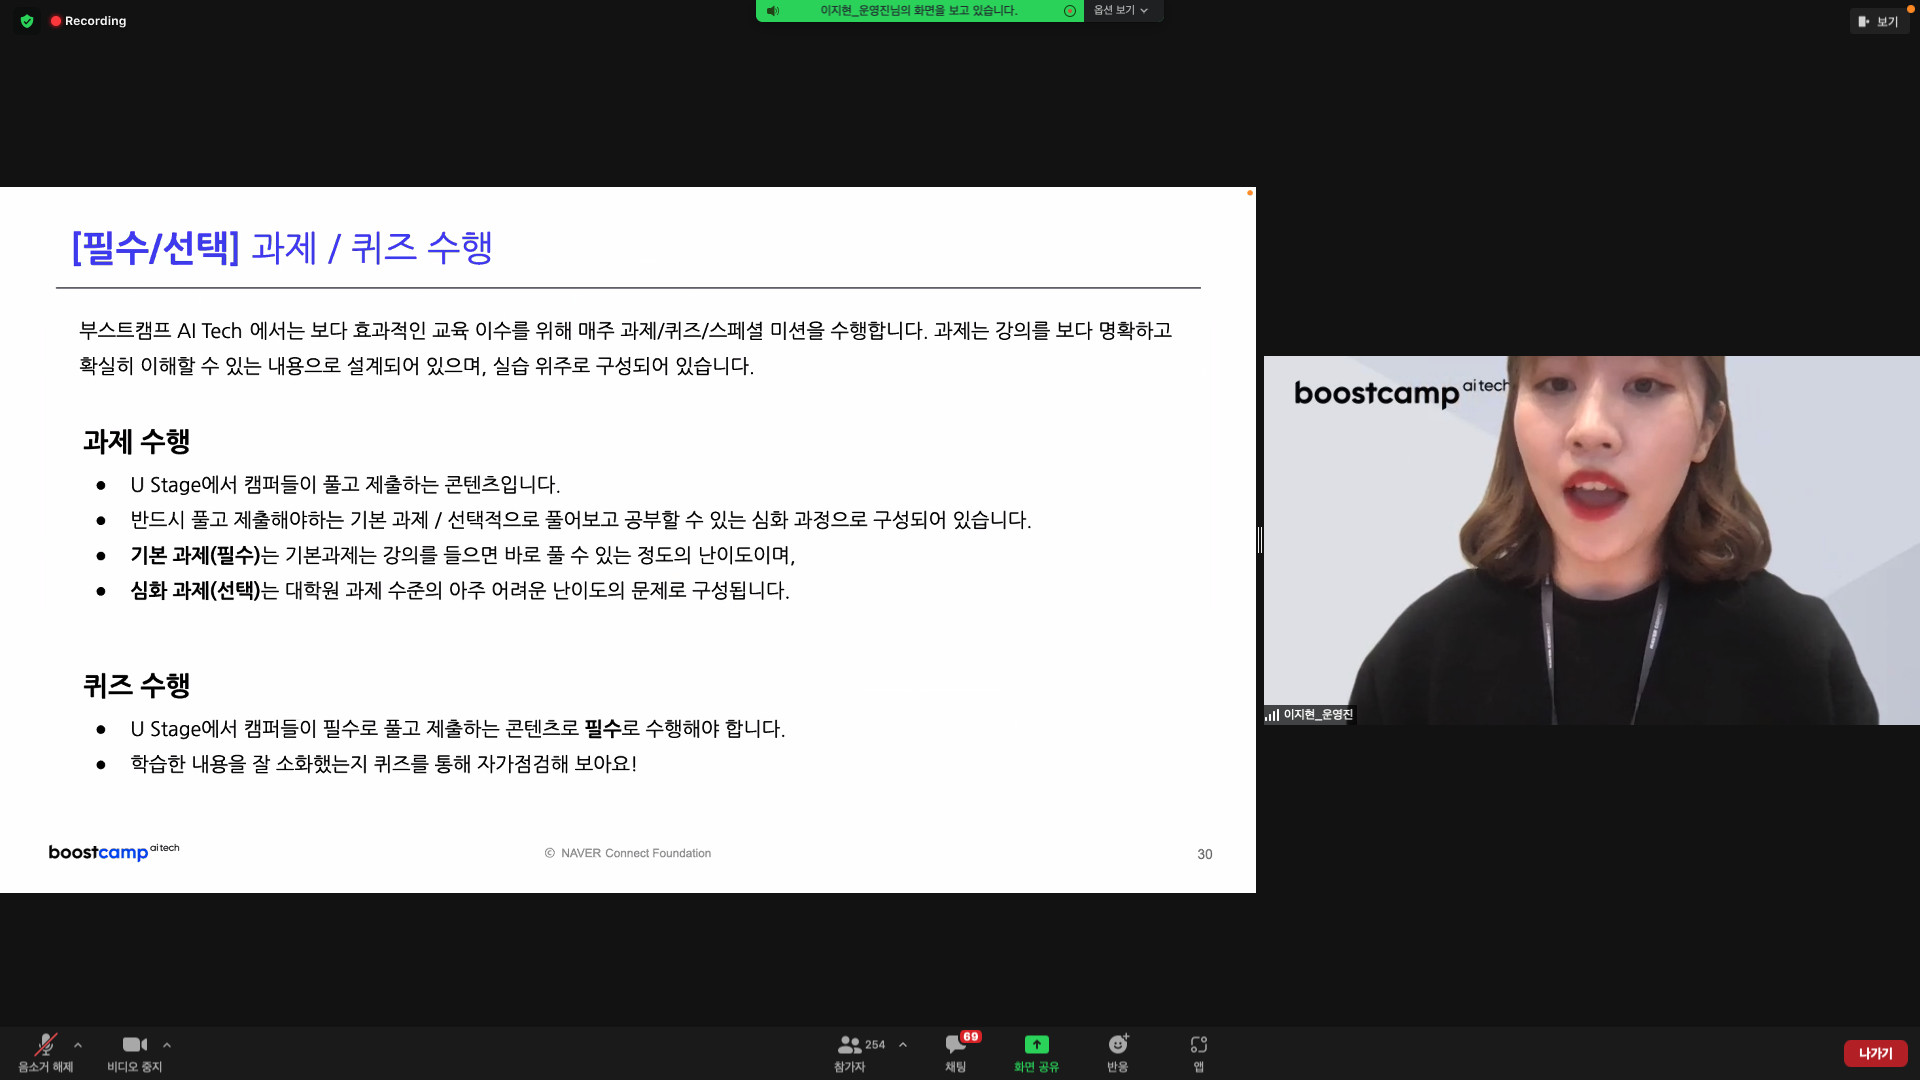 Recording
이지현_운영진님의 화면을 보고 있습니다.
옵션 보기
보기
[필수/선택] 과제 / 퀴즈 수행
부스트캠프 AI Tech 에서는 보다 효과적인 교육 이수를 위해 매주 과제/퀴즈/스페셜 미션을 수행합니다. 과제는 강의를 보다 명확하고
확실히 이해할 수 있는 내용으로 설계되어 있으며, 실습 위주로 구성되어 있습니다.
과제 수행
● U Stage에서 캠퍼들이 풀고 제출하는 콘텐츠입니다.
● 반드시 풀고 제출해야하는 기본 과제 / 선택적으로 풀어보고 공부할 수 있는 심화 과정으로 구성되어 있습니다.
● 기본 과제(필수)는 기본과제는 강의를 들으면 바로 풀 수 있는 정도의 난이도이며,
● 심화 과제(선택)는 대학원 과제 수준의 아주 어려운 난이도의 문제로 구성됩니다.
퀴즈 수행
● U Stage에서 캠퍼들이 필수로 풀고 제출하는 콘텐츠로 필수로 수행해야 합니다.
● 학습한 내용을 잘 소화했는지 퀴즈를 통해 자가점검해 보아요!
boostcamp ai tech
© NAVER Connect Foundation
30
boostcamp ai tech
이지현_운영진
음소거 해제
비디오 중지
254
참가자
69
채팅
화면 공유
반응
앱
나가기